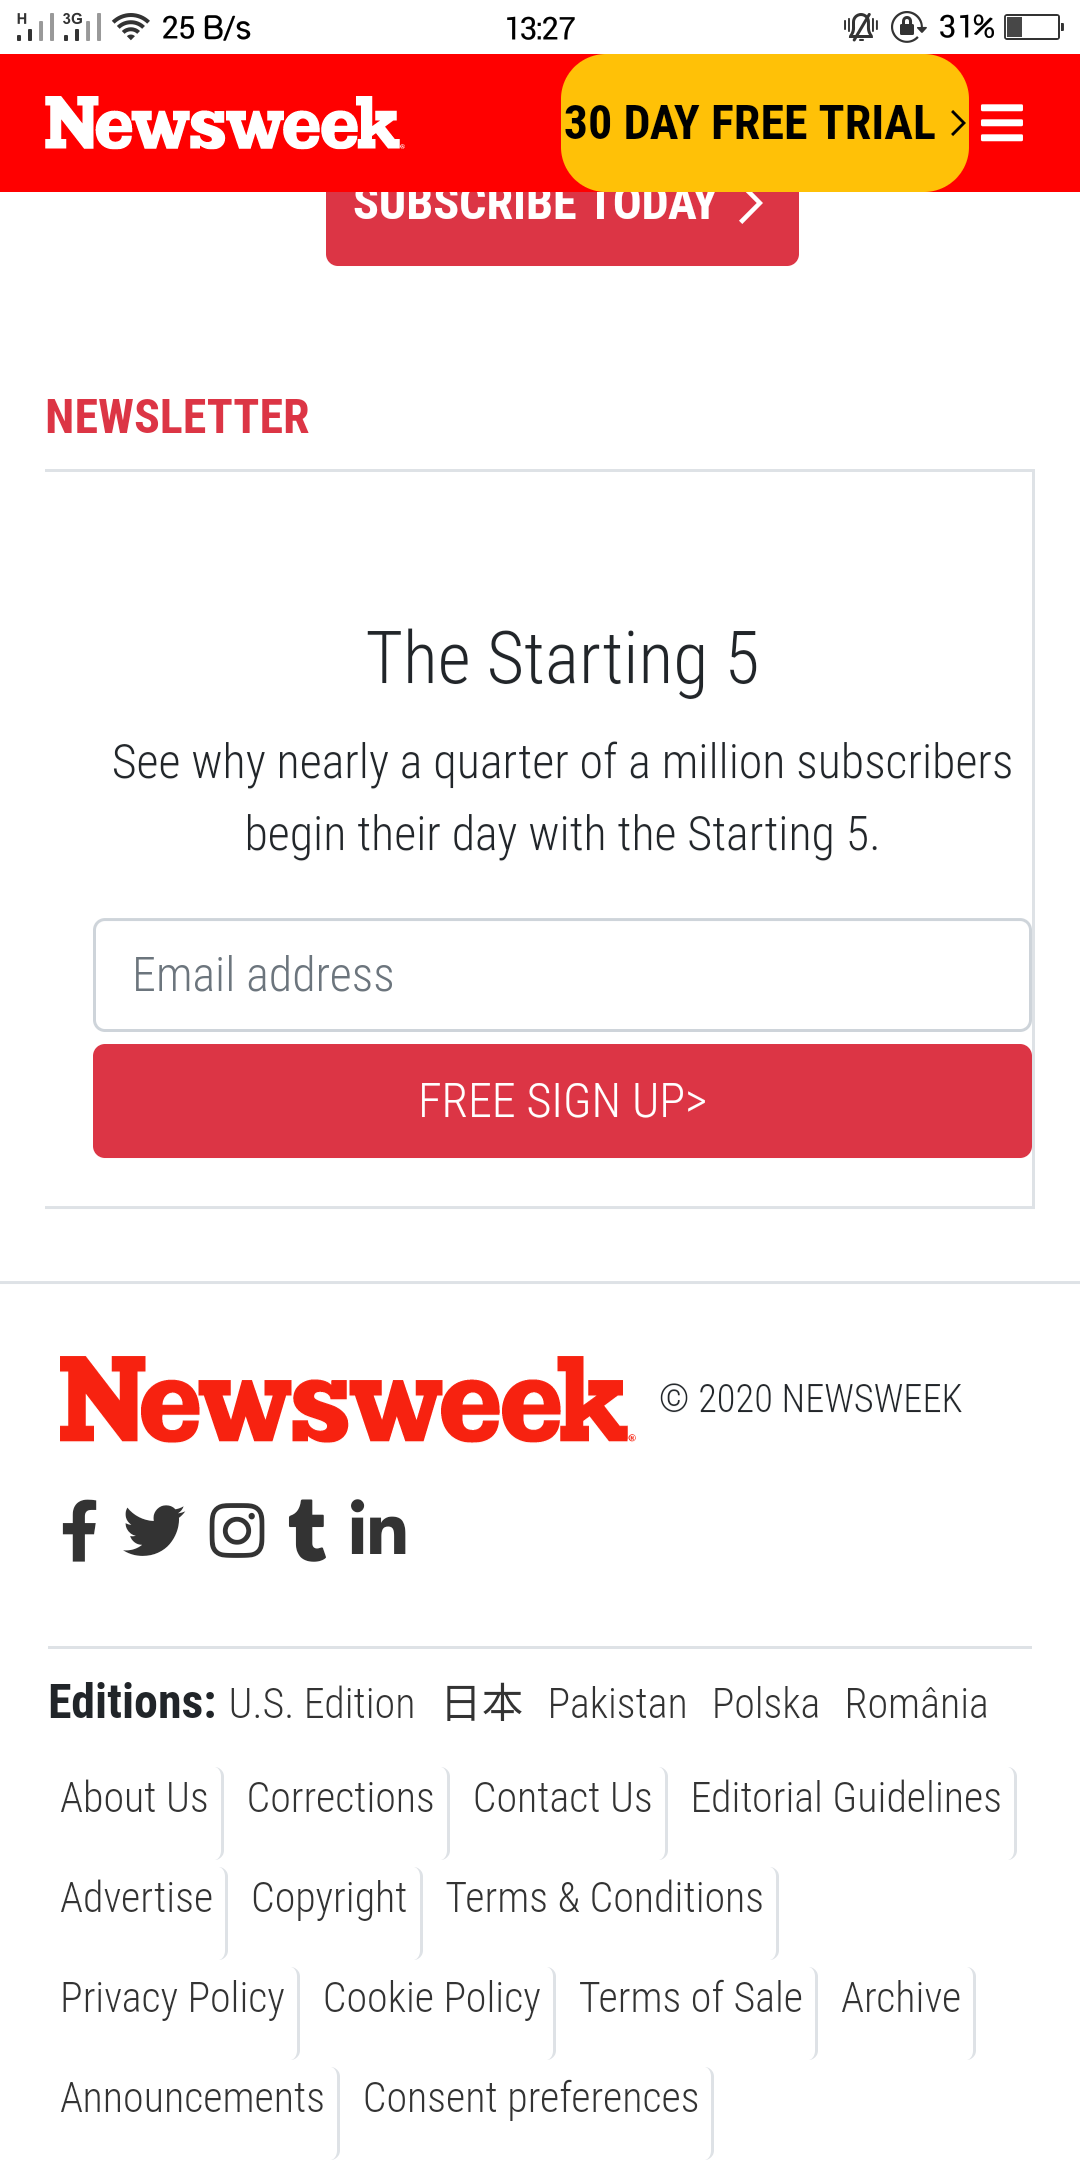 H 3G 25 B/s 13:27 31%
Newsweek 30 DAY FREE TRIAL >
SUBSCRIBE TODAY >
NEWSLETTER
The Starting 5
See why nearly a quarter of a million subscribers
begin their day with the Starting 5.
Email address
FREE SIGN UP>
Newsweek® © 2020 NEWSWEEK
Editions: U.S. Edition 日本 Pakistan Polska România
About Us Corrections Contact Us Editorial Guidelines
Advertise Copyright Terms & Conditions
Privacy Policy Cookie Policy Terms of Sale Archive
Announcements Consent preferences